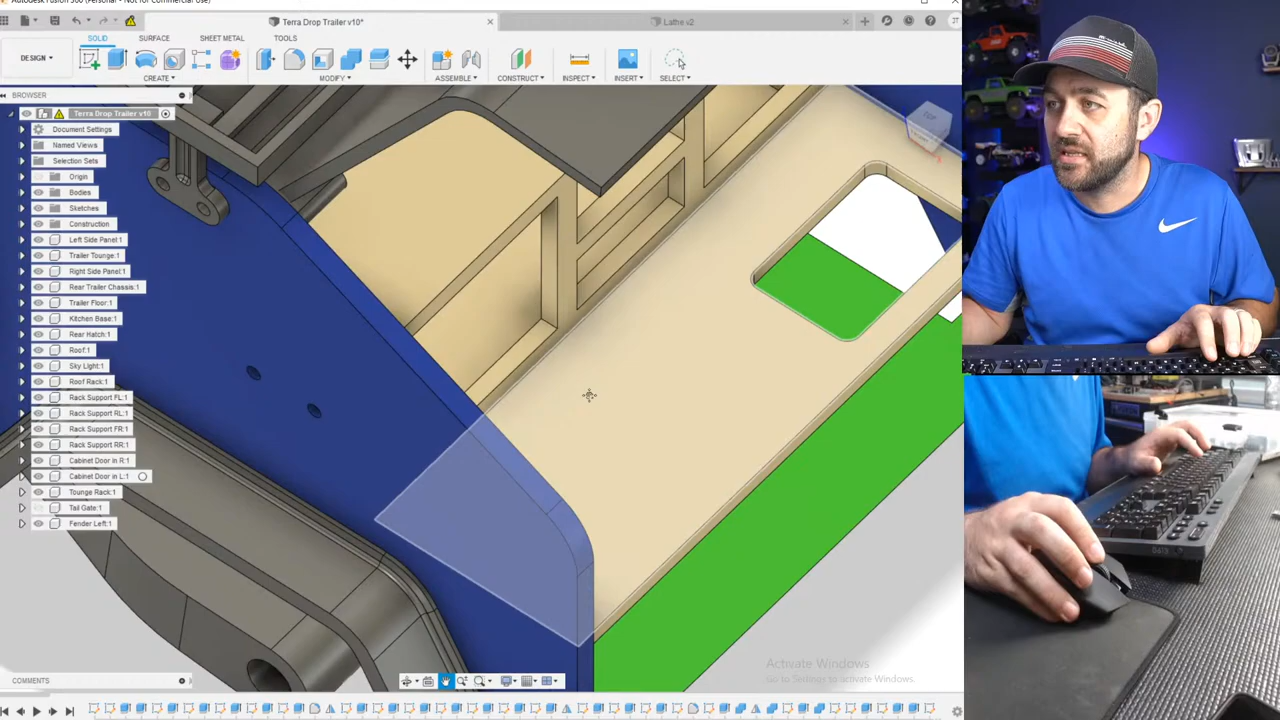 Autodesk Fusion 360 (Personal - Not for Commercial Use)
Terra Drop Trailer v10*
Lathe v2
SOLID
SURFACE
SHEET METAL
TOOLS
DESIGN
CREATE
MODIFY
ASSEMBLE
CONSTRUCT
INSPECT
INSERT
SELECT
BROWSER
Terra Drop Trailer v10
Document Settings
Named Views
Selection Sets
Origin
Bodies
Sketches
Construction
Left Side Panel:1
Trailer Tounge:1
Right Side Panel:1
Rear Trailer Chassis:1
Trailer Floor:1
Kitchen Base:1
Rear Hatch:1
Roof:1
Sky Light:1
Roof Rack:1
Rack Support FL:1
Rack Support RL:1
Rack Support FR:1
Rack Support RR:1
Cabinet Door in R:1
Cabinet Door in L:1
Tounge Rack:1
Tail Gate:1
Fender Left:1
TOP
COMMENTS
Activate Windows
Go to Settings to activate Windows.